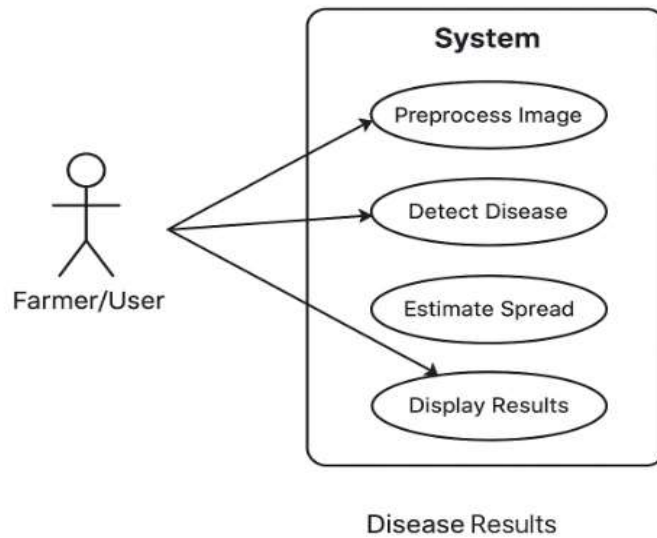 System
Preprocess Image
Detect Disease
Farmer/User
Estimate Spread
Display Results
Disease Results